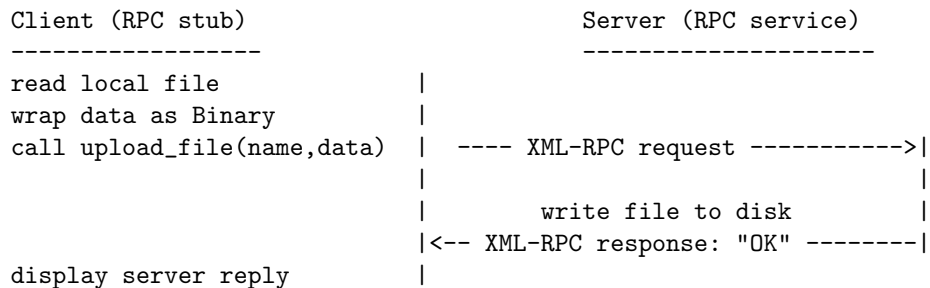 Client (RPC stub)                       Server (RPC service)
------------------                      ---------------------
read local file             |
wrap data as Binary         |
call upload_file(name,data) | ---- XML-RPC request ----------->|
                            |                                  |
                            |       write file to disk         |
                            |<-- XML-RPC response: "OK" --------|
display server reply        |